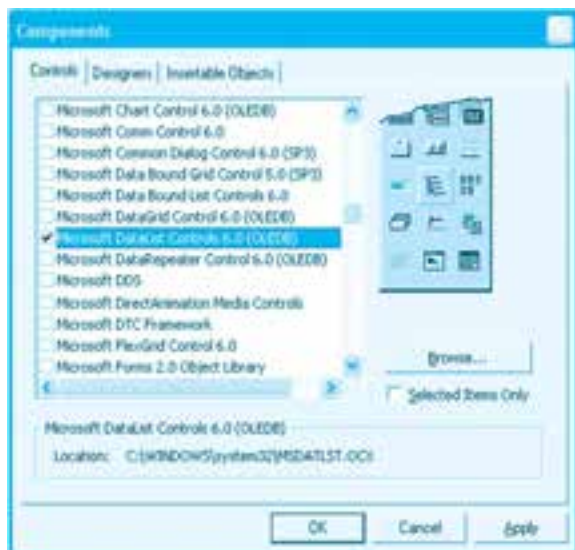 Components
Controls Designers Insertable Objects
Microsoft Chart Control 6.0 (OLEDB)
Microsoft Comm Control 6.0
Microsoft Common Dialog Control 6.0 (SP3)
Microsoft Data Bound Grid Control 5.0 (SP3)
Microsoft Data Bound List Controls 6.0
Microsoft DataGrid Control 6.0 (OLEDB)
Microsoft DataList Controls 6.0 (OLEDB)
Microsoft DataRepeater Control 6.0 (OLEDB)
Microsoft DDS
Microsoft DirectAnimation Media Controls
Microsoft DTC Framework
Microsoft FlexGrid Control 6.0
Microsoft Forms 2.0 Object Library
Browse...
Selected Items Only
Microsoft DataList Controls 6.0 (OLEDB)
Location: C:\WINDOWS\system32\MSDATLST.OCX
OK Cancel Apply